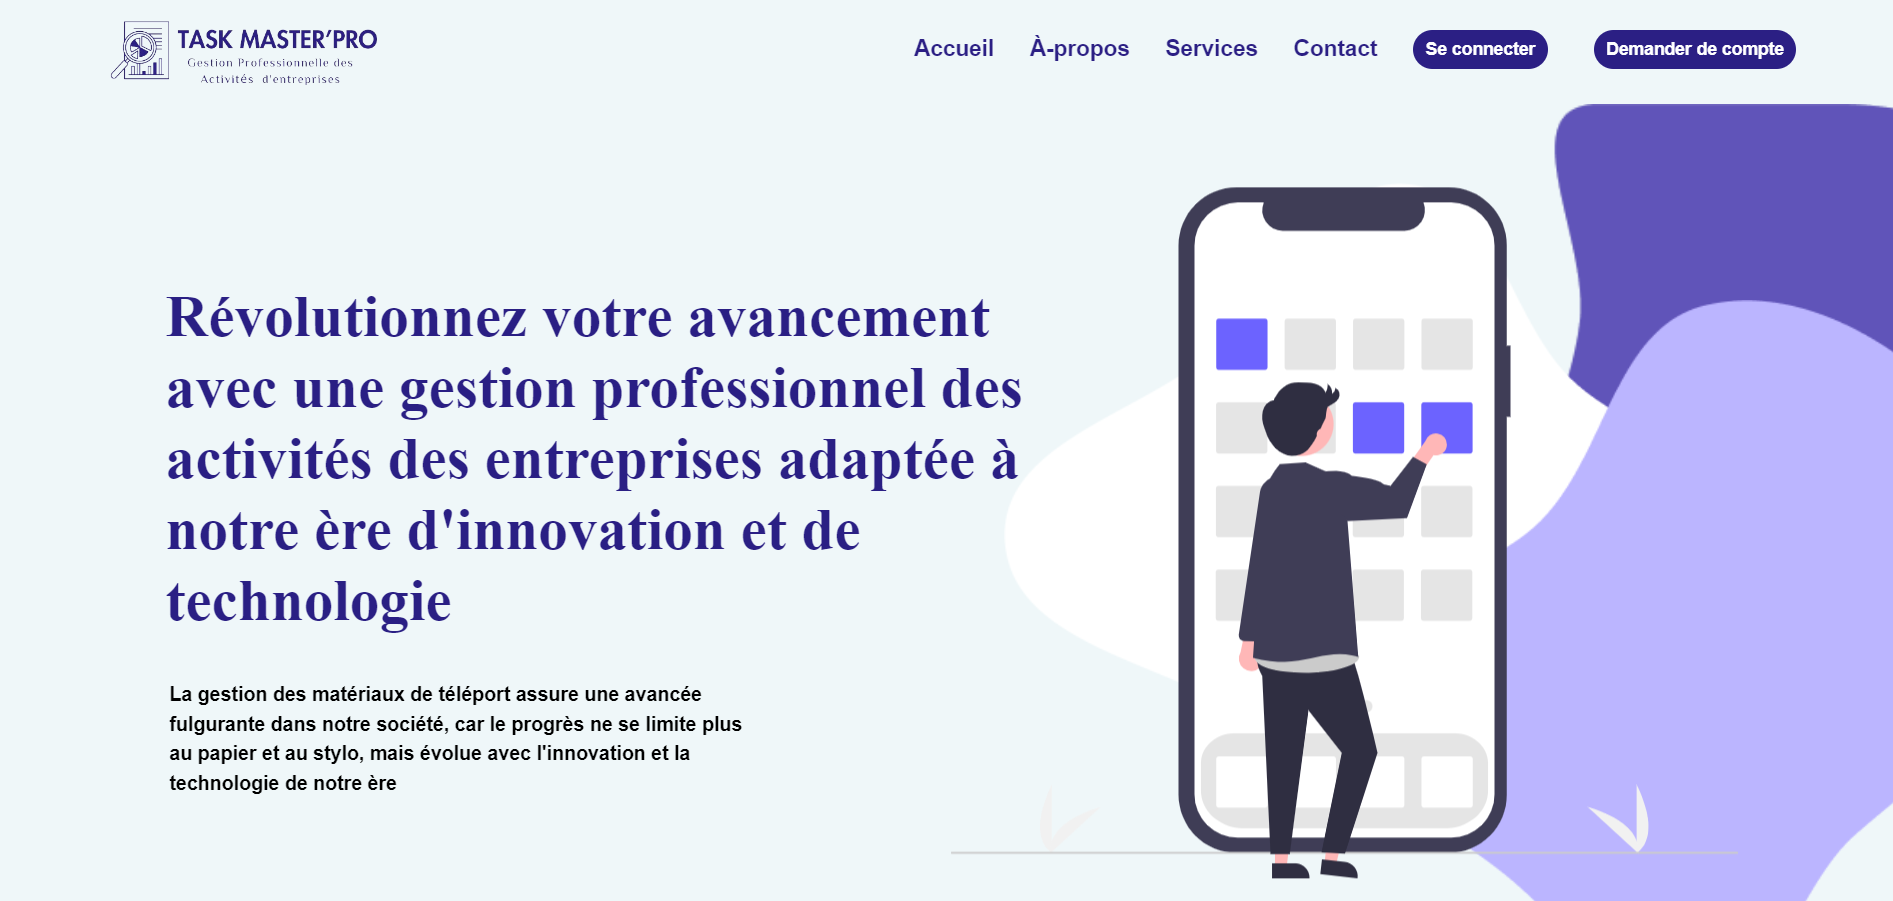 TASK MASTER'PRO
Gestion Professionnelle des
Activités d'entreprises
Accueil
À-propos
Services
Contact
Se connecter
Demander de compte
Révolutionnez votre avancement
avec une gestion professionnel des
activités des entreprises adaptée à
notre ère d'innovation et de
technologie
La gestion des matériaux de téléport assure une avancée
fulgurante dans notre société, car le progrès ne se limite plus
au papier et au stylo, mais évolue avec l'innovation et la
technologie de notre ère